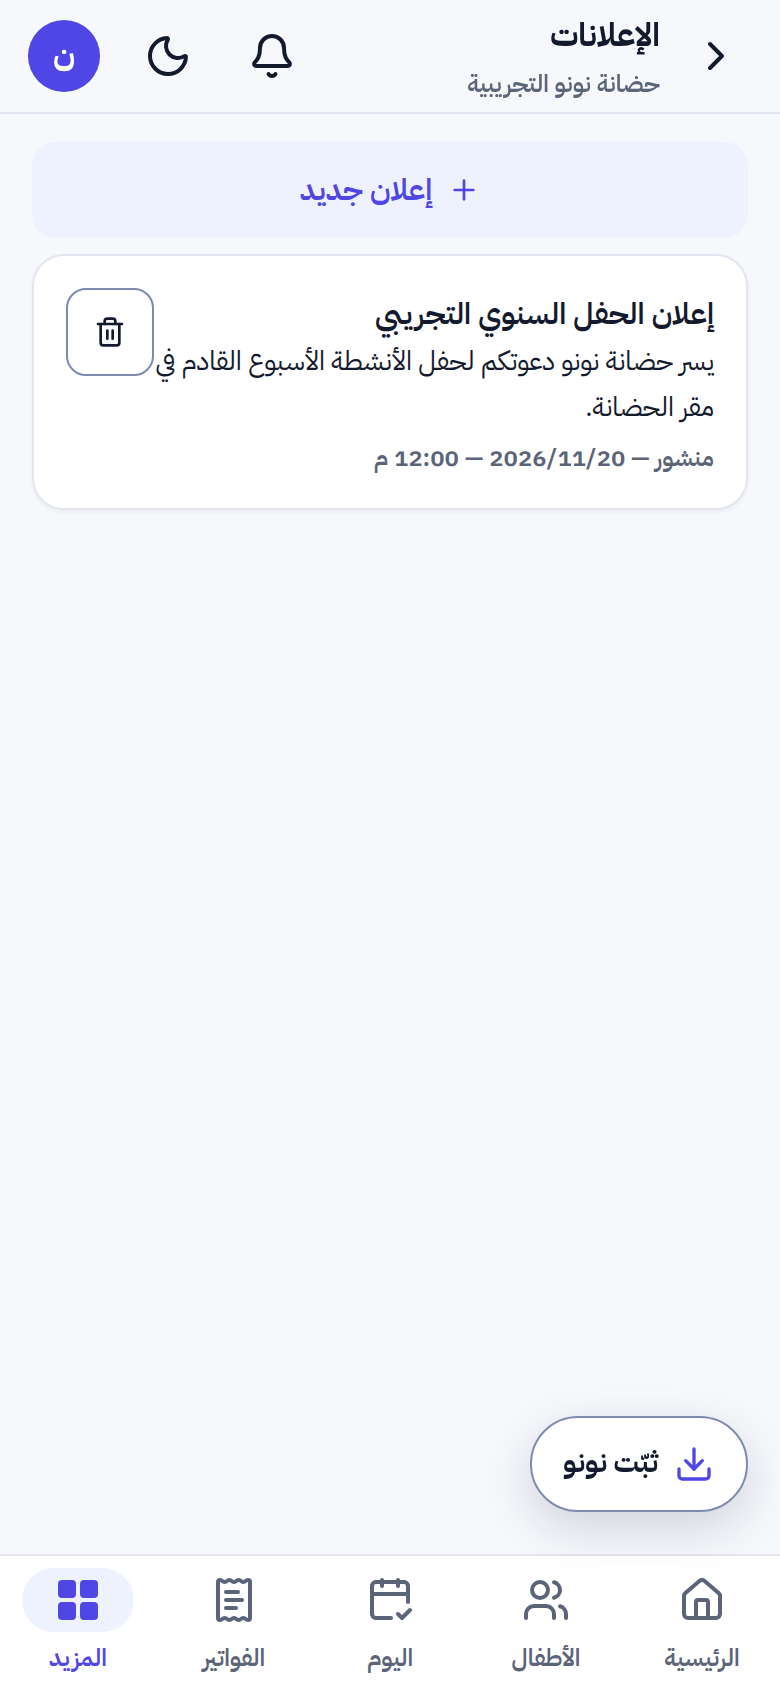 الإعلانات
حضانة نونو التجريبية
ن
إعلان جديد
إعلان الحفل السنوي التجريبي
يسر حضانة نونو دعوتكم لحفل الأنشطة الأسبوع القادم في
مقر الحضانة.
منشور — 2026/11/20 — 12:00 م
ثبّت نونو
الرئيسية
الأطفال
اليوم
الفواتير
المزيد